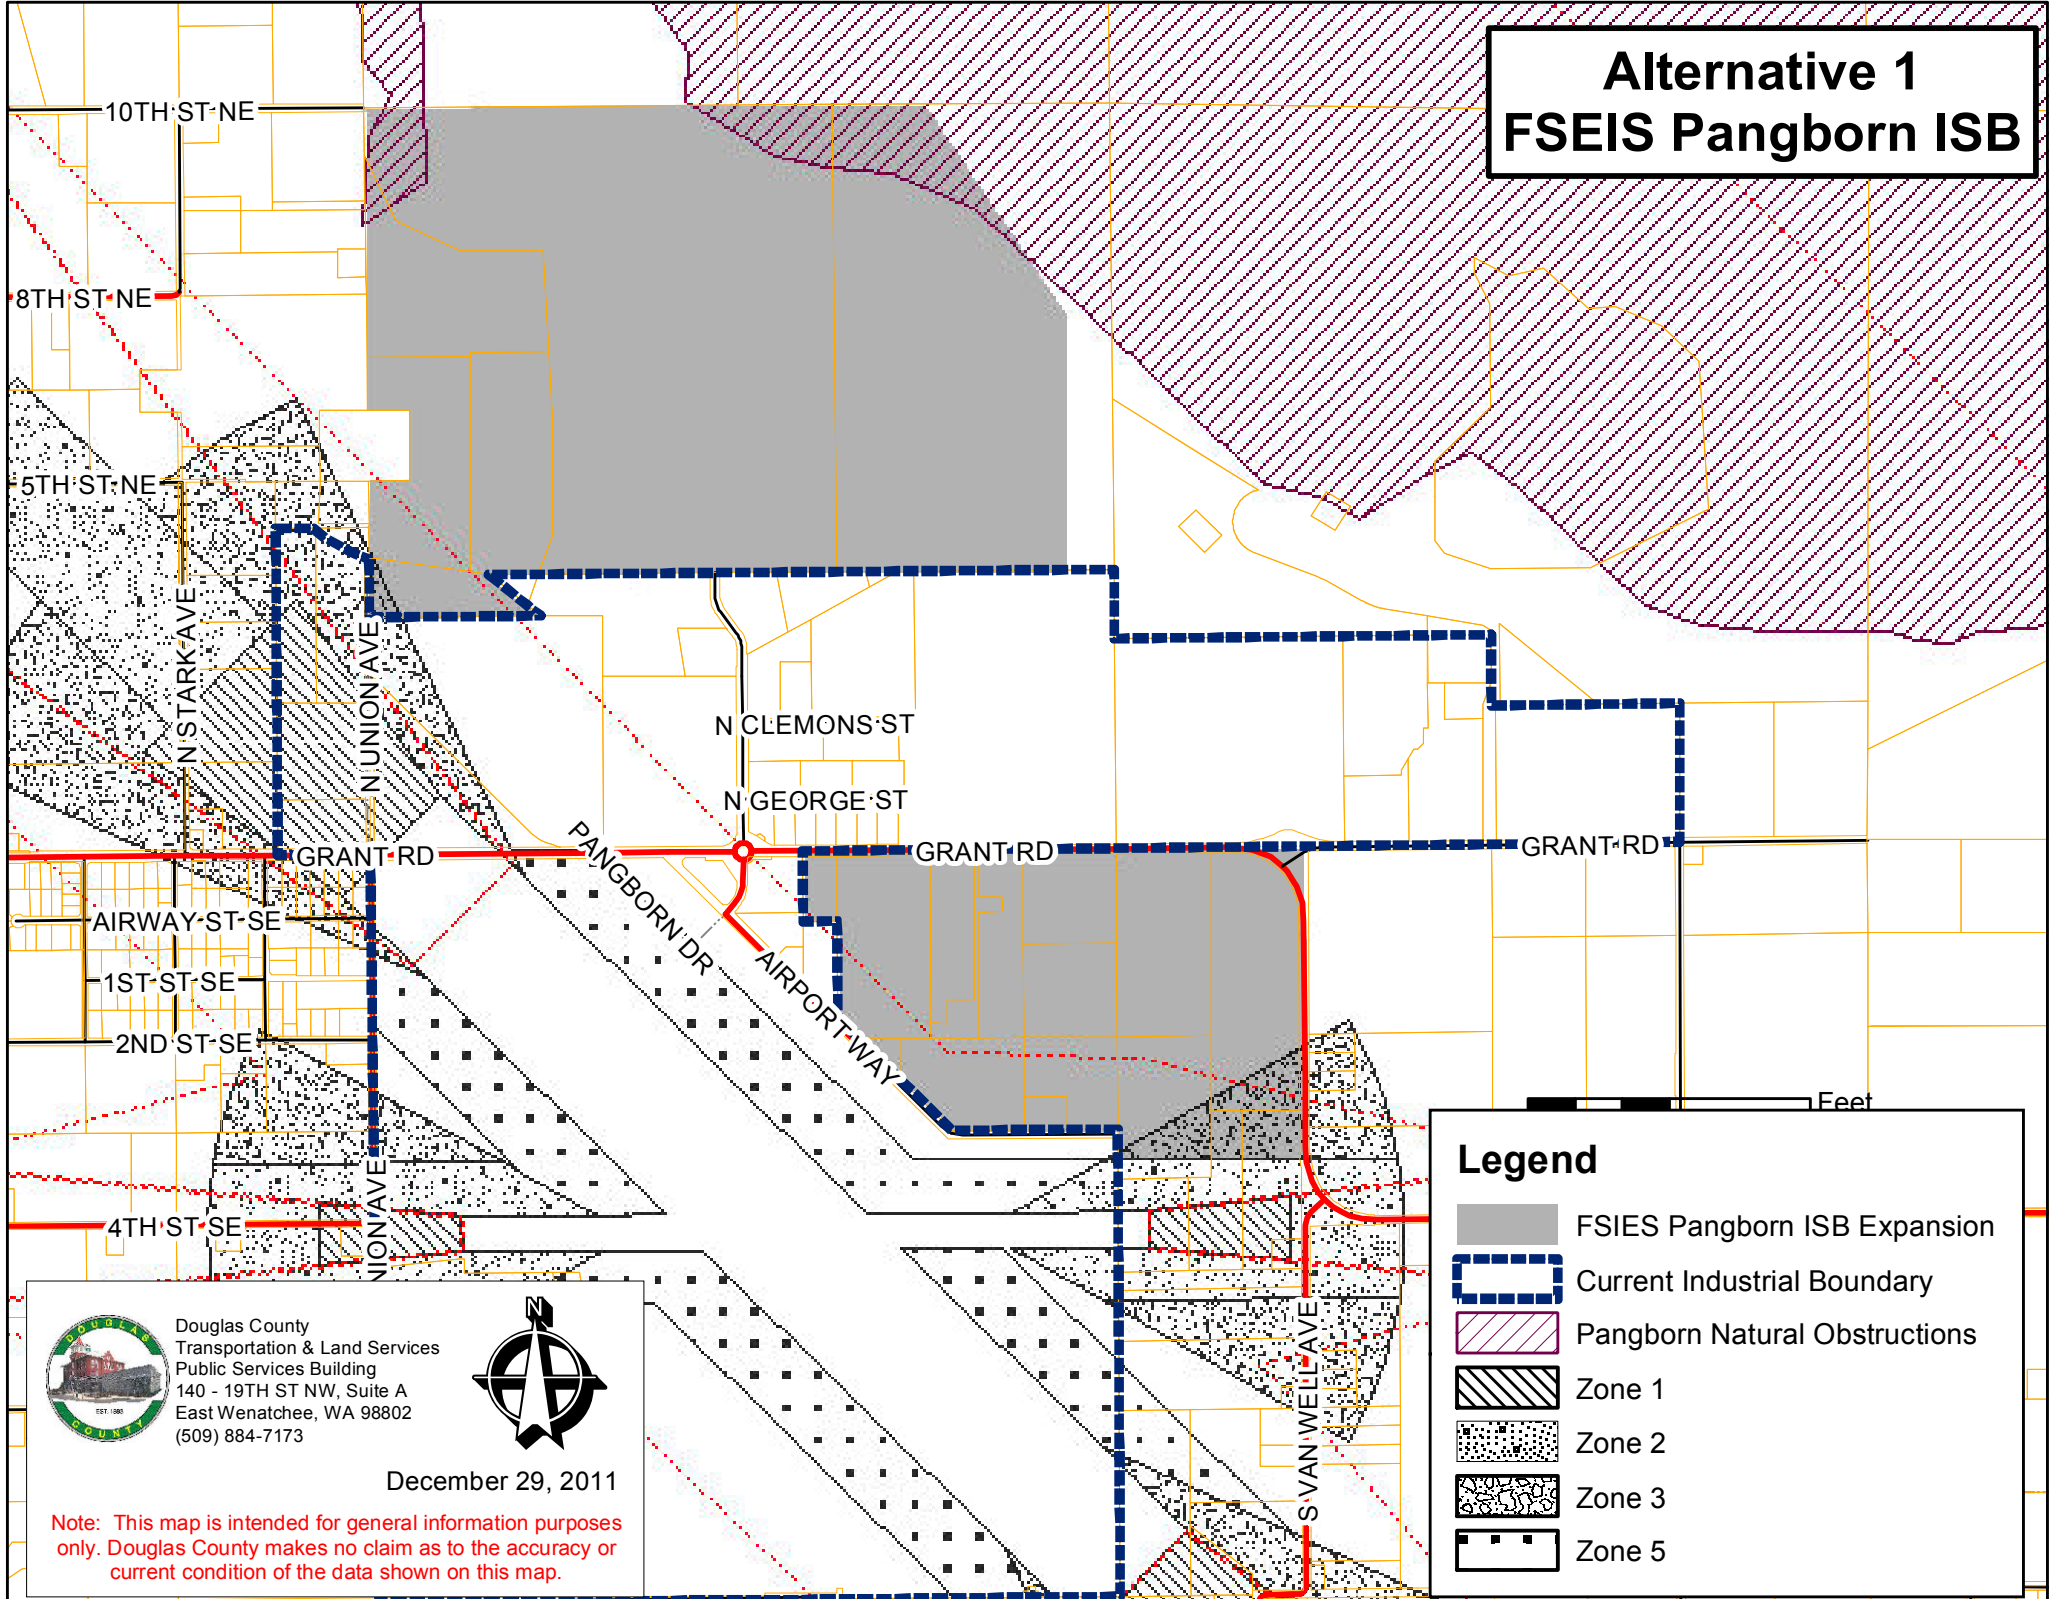 Alternative 1
FSEIS Pangborn ISB
10TH ST NE
8TH ST NE
5TH ST NE
N STARK AVE
N UNION AVE
N CLEMONS ST
N GEORGE ST
GRANT RD
GRANT RD
GRANT RD
PANGBORN DR
AIRPORT WAY
AIRWAY ST SE
1ST ST SE
2ND ST SE
4TH ST SE
NION AVE
S VAN WELL AVE
Feet
Legend
FSIES Pangborn ISB Expansion
Current Industrial Boundary
Pangborn Natural Obstructions
Zone 1
Zone 2
Zone 3
Zone 5
DOUGLAS
EST. 1883
COUNTY
Douglas County
Transportation & Land Services
Public Services Building
140 - 19TH ST NW, Suite A
East Wenatchee, WA 98802
(509) 884-7173
N
December 29, 2011
Note: This map is intended for general information purposes
only. Douglas County makes no claim as to the accuracy or
current condition of the data shown on this map.